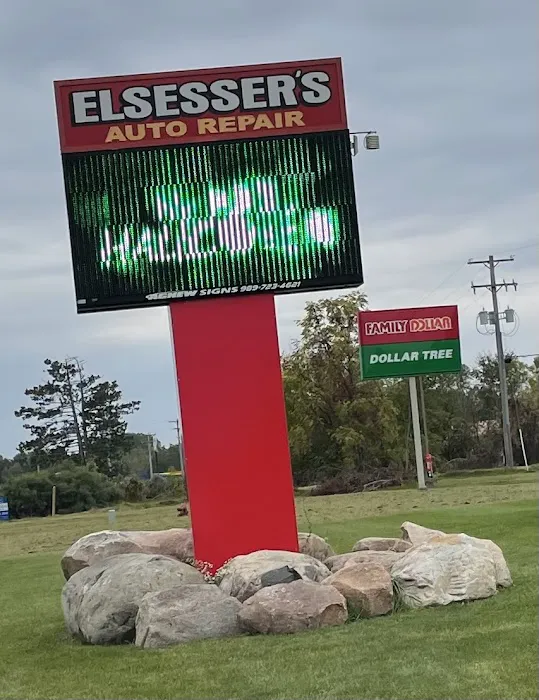 ELSESSER'S
AUTO REPAIR
AGNEW SIGNS 989-723-4621
FAMILY DOLLAR
DOLLAR TREE